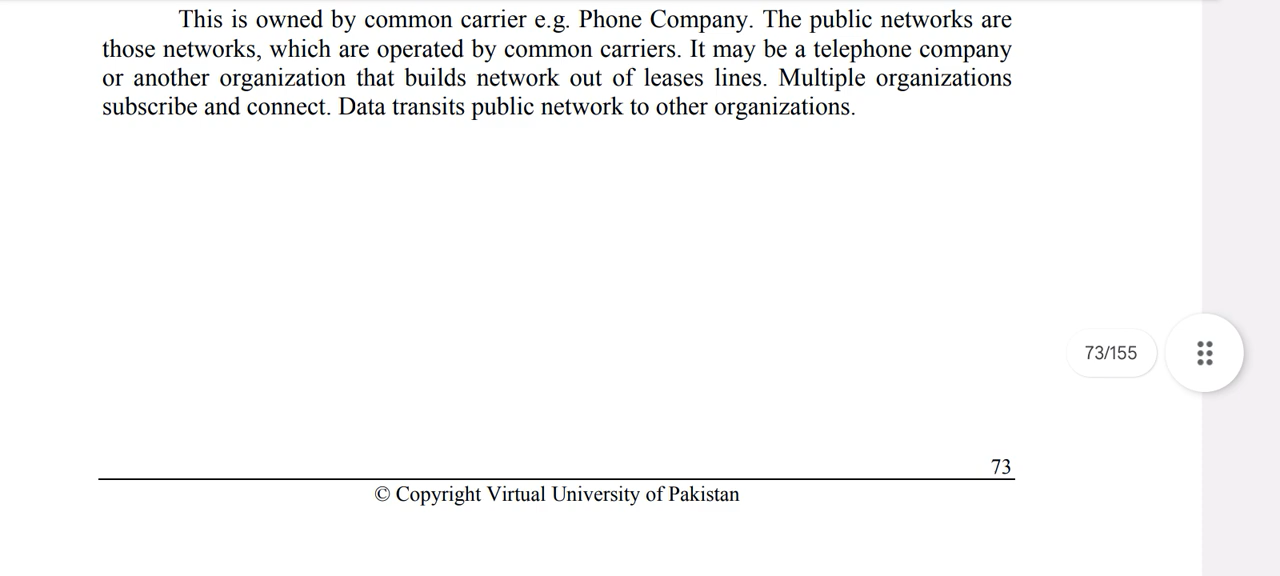 This is owned by common carrier e.g. Phone Company. The public networks are
those networks, which are operated by common carriers. It may be a telephone company
or another organization that builds network out of leases lines. Multiple organizations
subscribe and connect. Data transits public network to other organizations.
73/155
73
© Copyright Virtual University of Pakistan